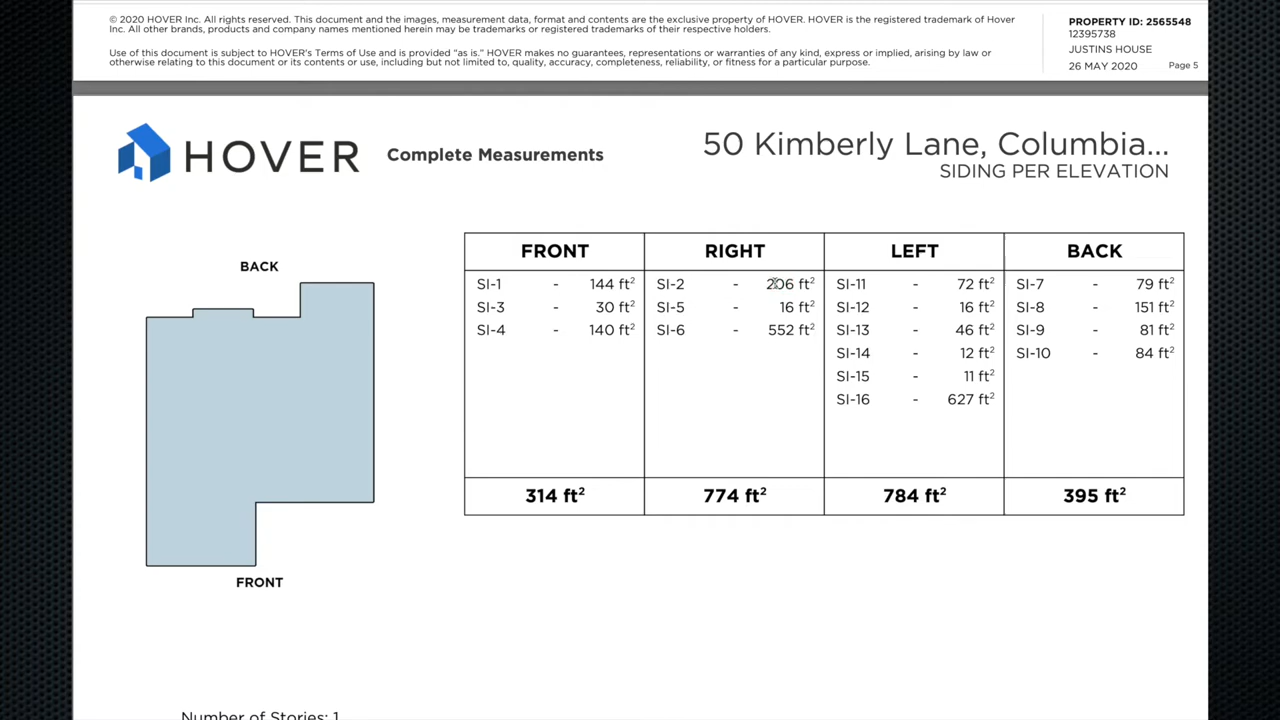 © 2020 HOVER Inc. All rights reserved. This document and the images, measurement data, format and contents are the exclusive property of HOVER. HOVER is the registered trademark of Hover
Inc. All other brands, products and company names mentioned herein may be trademarks or registered trademarks of their respective holders.
Use of this document is subject to HOVER's Terms of Use and is provided "as is." HOVER makes no guarantees, representations or warranties of any kind, express or implied, arising by law or
otherwise relating to this document or its contents or use, including but not limited to, quality, accuracy, completeness, reliability, or fitness for a particular purpose.
PROPERTY ID: 2565548
12395738
JUSTINS HOUSE
26 MAY 2020 Page 5
HOVER Complete Measurements
50 Kimberly Lane, Columbia...
SIDING PER ELEVATION
BACK
FRONT
FRONT RIGHT LEFT BACK
SI-1 - 144 ft² SI-2 - 206 ft² SI-11 - 72 ft² SI-7 - 79 ft²
SI-3 - 30 ft² SI-5 - 16 ft² SI-12 - 16 ft² SI-8 - 151 ft²
SI-4 - 140 ft² SI-6 - 552 ft² SI-13 - 46 ft² SI-9 - 81 ft²
SI-14 - 12 ft² SI-10 - 84 ft²
SI-15 - 11 ft²
SI-16 - 627 ft²
314 ft² 774 ft² 784 ft² 395 ft²
Number of Stories: 1